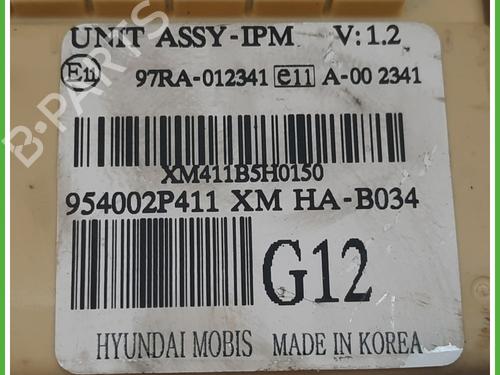 UNIT ASSY-IPM V: 1.2
E11 97RA-012341 e11 A-00 2341
XM411B5H0150
954002P411 XM HA-B034
G12
HYUNDAI MOBIS MADE IN KOREA
B-PARTS